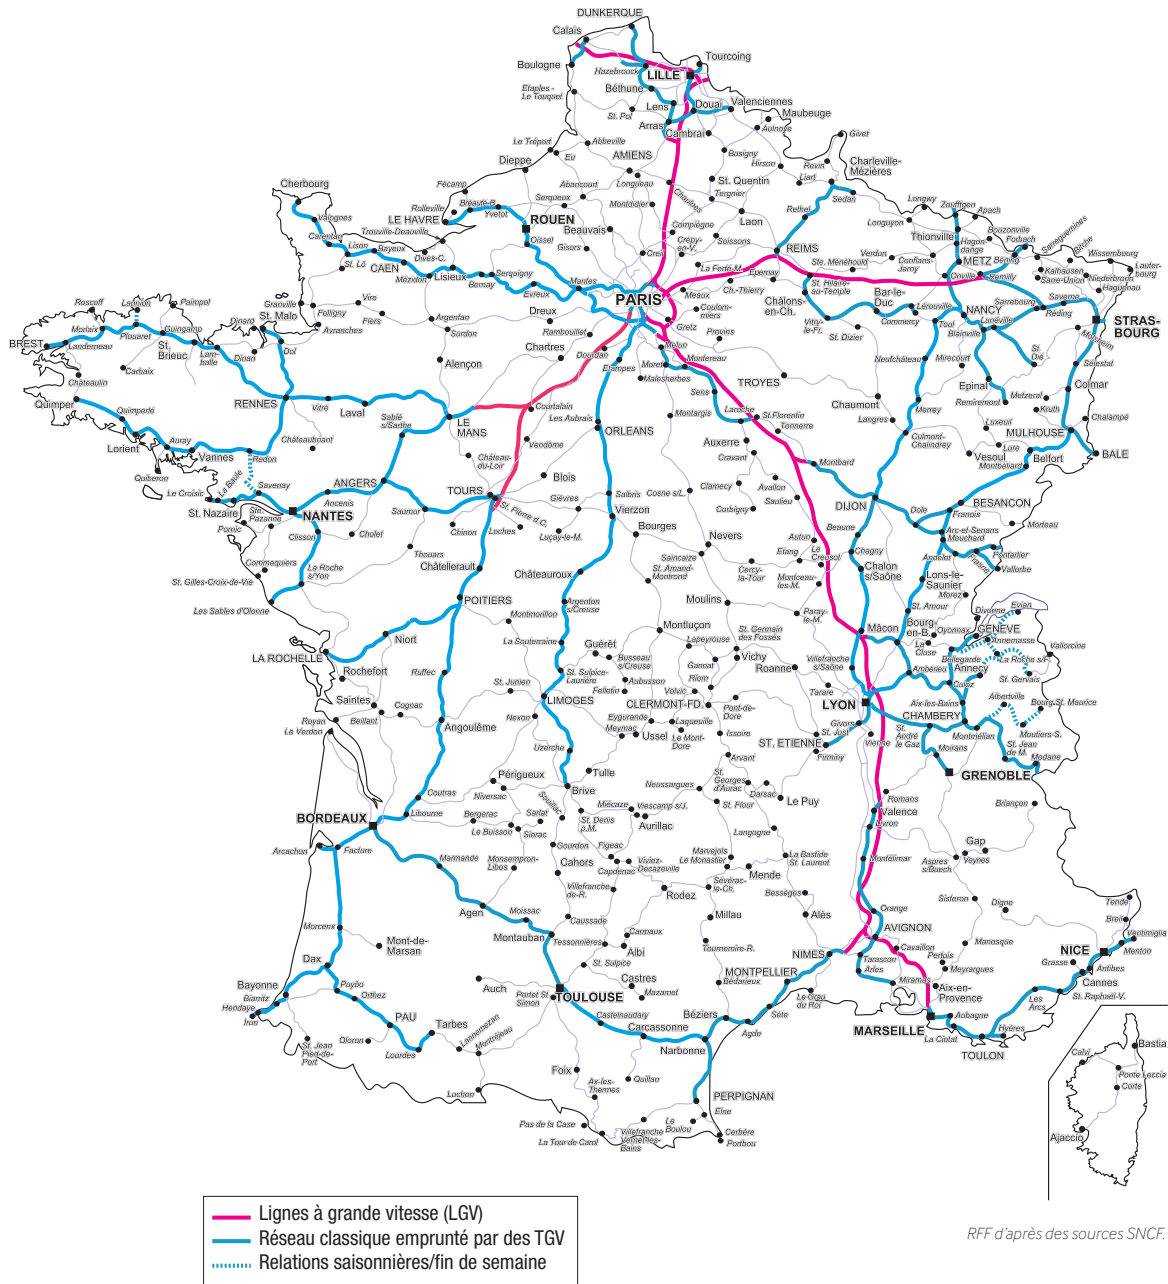 DUNKERQUE
Calais
Tourcoing
Boulogne
Hazebrouck
LILLE
Etaples -
Le Touquet
Béthune
Lens
Douai
Valenciennes
St. Pol
Maubeuge
Arras
Cambrai
Aulnoye
Le Tréport
Abbeville
Givet
Dieppe
Eu
AMIENS
Busigny
Hirson
Revin
Liart
Charleville-
Mézières
Fécamp
Abancourt
Longueau
St. Quentin
Tergnier
Cherbourg
Rolleville
Bréauté-B.
Yvetot
Serqueux
Montdidier
Chaulnes
Laon
Rethel
Sedan
Longwy
Zoufftgen
Apach
Valognes
LE HAVRE
ROUEN
Beauvais
Compiègne
Longuyon
Thionville
Bouzonville
Forbach
Sarreguemines
Bitche
Wissembourg
Trouville-Deauville
Carentan
Lison
Bayeux
Dives-C.
Oissel
Gisors
Creil
Crépy-
en-V.
Soissons
REIMS
Verdun
Conflans-
Jarny
Hagon-
dange
METZ
Béning
Lauter-
bourg
St. Lô
CAEN
Mézidon
Lisieux
Serquigny
Bernay
Mantes
La Ferté-M.
Epernay
Ste. Ménéhould
Onville
Remilly
Kalhausen
Sarre-Union
Niederbronn
Haguenau
Evreux
PARIS
Meaux
Ch.-Thierry
St. Hilaire-
au-Temple
Roscoff
Lannion
Paimpol
Granville
Vire
Dreux
Coulom-
miers
Châlons-
en-Ch.
Bar-le-
Duc
Lérouville
NANCY
Sarrebourg
Saverne
Réding
STRAS-
BOURG
Dinard
St. Malo
Folligny
Flers
Argentan
Surdon
Rambouillet
Gretz
Provins
Vitry-
le-Fr.
Commercy
Toul
Lunéville
Blainville
Molsheim
Morlaix
Guingamp
Avranches
BREST
Landerneau
Plouaret
St.
Brieuc
Lam-
balle
Dol
Dinan
Alençon
Chartres
Dourdan
Melun
Moret
Montereau
St. Dizier
Neufchâteau
Mirecourt
St.
Dié
Sélestat
Carhaix
Etampes
Malesherbes
TROYES
Epinal
Colmar
Châteaulin
Sens
Chaumont
Remiremont
Metzeral
Kruth
Chalampé
Quimper
Quimperlé
RENNES
Vitré
Laval
Sablé
s/Sarthe
LE
MANS
Courtalain
Les Aubrais
Montargis
Laroche
St.Florentin
Tonnerre
Langres
Merrey
Luxeuil
MULHOUSE
Lorient
Auray
Vannes
Redon
Châteaubriant
Vendôme
ORLEANS
Auxerre
Cravant
Culmont-
Chalindrey
Lure
Vesoul
Belfort
BALE
Quiberon
Château-
du-Loir
Blois
Montbard
Montbéliard
Le Croisic
La Baule
Savenay
ANGERS
TOURS
St. Pierre d.C.
Gièvres
Salbris
Cosne s/L.
Clamecy
Avallon
Saulieu
DIJON
BESANCON
St. Nazaire
Ste.
Pazanne
NANTES
Ancenis
Saumur
Vierzon
Corbigny
Dole
Franois
Pornic
Clisson
Cholet
Chinon
Loches
Luçay-le-M.
Bourges
Nevers
Beaune
Arc-et-Senans
Mouchard
Morteau
Commequiers
Thouars
Saincaize
Autun
Etang
Le
Creusot
Chagny
Andelot
Frasne
Pontarlier
Vallorbe
St. Gilles-Croix-de-Vie
La Roche
s/Yon
Châtellerault
Châteauroux
St. Amand-
Montrond
Cercy-
la-Tour
Montceau-
les-M.
Chalon
s/Saône
Lons-le-
Saunier
Morez
Les Sables d'Olonne
POITIERS
Argenton
s/Creuse
Moulins
Paray-
le-M.
St. Amour
Divonne
Evian
Niort
Montmorillon
Montluçon
St. Germain
des Fossés
Mâcon
Bourg-
en-B.
Oyonnax
GENEVE
Annemasse
Vallorcine
La Souterraine
Guéret
Lapeyrouse
Vichy
La
Cluse
Bellegarde
La Roche s/F.
LA ROCHELLE
Ruffec
Busseau
s/Creuse
Gannat
Roanne
Villefranche
s/Saône
Ambérieu
Annecy
Rochefort
St. Sulpice-
Laurière
Aubusson
Riom
Culoz
St. Gervais
St. Junien
Felletin
Volvic
Tarare
Albertville
Saintes
Cognac
LIMOGES
CLERMONT-FD.
Pont-de-
Dore
LYON
Aix-les-Bains
Bourg-St. Maurice
Royan
Le Verdon
Beillant
Angoulême
Nexon
Eygurande
Meymac
Ussel
Laqueuille
Le Mont-
Dore
Issoire
Givors
St. Just
CHAMBERY
St.
André
le Gaz
Montmélian
Moutiers-S.
Uzerche
Arvant
ST. ETIENNE
Firminy
Vienne
Moirans
St. Jean
de M.
Modane
Périgueux
Tulle
Neussargues
St.
Georges
d'Aurac
Darsac
Le Puy
GRENOBLE
Coutras
Niversac
Brive
Romans
Valence
Briançon
BORDEAUX
Libourne
Bergerac
Souillac
Miécaze
Viescamp s/J.
St. Flour
Livron
Le Buisson
Sarlat
Siorac
St. Denis
p.M.
Aurillac
Langogne
Gap
Arcachon
Facture
Marmande
Gourdon
Figeac
Marvejols
Le Monastier
La Bastide
St. Laurent
Montélimar
Aspres
s/Buech
Veynes
Monsempron-
Libos
Cahors
Capdenac
Viviez-
Decazeville
Mende
Agen
Villefranche-
de-R.
Rodez
Sévérac-
le-Ch.
Bessèges
Sisteron
Digne
Tende
Moissac
Caussade
Millau
Alès
Orange
Breil
Morcenx
Montauban
Tessonnières
Carmaux
Albi
AVIGNON
Ventimiglia
Mont-de-
Marsan
Tournemire-R.
NIMES
Cavaillon
Manosque
NICE
Menton
Dax
St. Sulpice
Tarascon
Pertuis
Meyrargues
Grasse
Antibes
Bayonne
Puyôo
Auch
Castres
MONTPELLIER
Arles
Cannes
Biarritz
Orthez
Portet St.
Simon
TOULOUSE
Mazamet
Bédarieux
Le Grau
du Roi
Miramas
Aix-en-
Provence
Les
Arcs
St. Raphaël-V.
Hendaye
Irun
PAU
Tarbes
Castelnaudary
Béziers
Sète
Agde
MARSEILLE
Aubagne
Hyères
Carcassonne
La Ciotat
TOULON
St. Jean
Pied-de-
Port
Oloron
Lourdes
Lannemezan
Montréjeau
Narbonne
Bastia
Foix
Quillan
Calvi
Ponte Leccia
Luchon
Ax-les-
Thermes
PERPIGNAN
Corte
Elne
Pas de la Case
La Tour de Carol
Villefranche
Vernet-les-
Bains
Le
Boulou
Cerbère
Portbou
Ajaccio
Lignes à grande vitesse (LGV)
Réseau classique emprunté par des TGV
Relations saisonnières/fin de semaine
RFF d'après des sources SNCF.